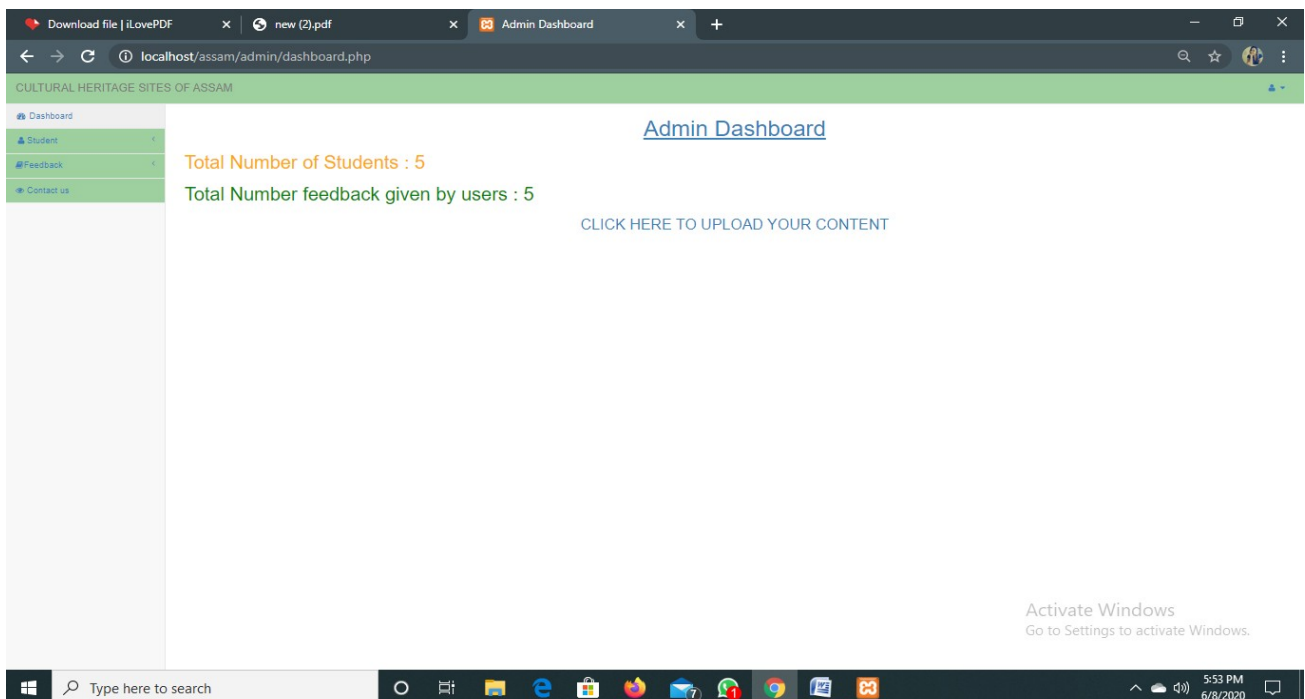 Download file | iLovePDF
new (2).pdf
Admin Dashboard
localhost/assam/admin/dashboard.php
CULTURAL HERITAGE SITES OF ASSAM
Dashboard
Student
Feedback
Contact us
Admin Dashboard
Total Number of Students : 5
Total Number feedback given by users : 5
CLICK HERE TO UPLOAD YOUR CONTENT
Activate Windows
Go to Settings to activate Windows.
Type here to search
7
1
5:53 PM
6/8/2020